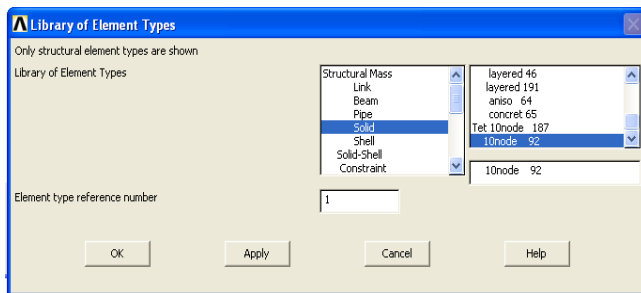 Library of Element Types
Only structural element types are shown
Library of Element Types
Structural Mass
Link
Beam
Pipe
Solid
Shell
Solid-Shell
Constraint
layered 46
layered 191
aniso 64
concret 65
Tet 10node 187
10node 92
10node 92
Element type reference number
1
OK
Apply
Cancel
Help